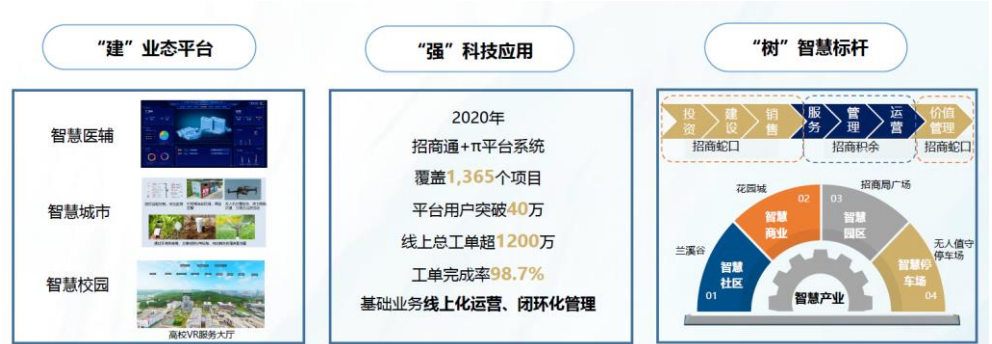 “建”业态平台
智慧医辅
智慧城市
智慧校园
高校VR服务大厅
“强”科技应用
2020年
招商通+π平台系统
覆盖1,365个项目
平台用户突破40万
线上总工单超1200万
工单完成率98.7%
基础业务线上化运营、闭环化管理
“树”智慧标杆
投资
建设
销售
服务
管理
运营
价值管理
招商蛇口
招商积余
招商蛇口
兰溪谷
智慧社区
01
花园城
智慧商业
02
招商局广场
03
智慧园区
无人值守
停车场
智慧停
车场
04
智慧产业